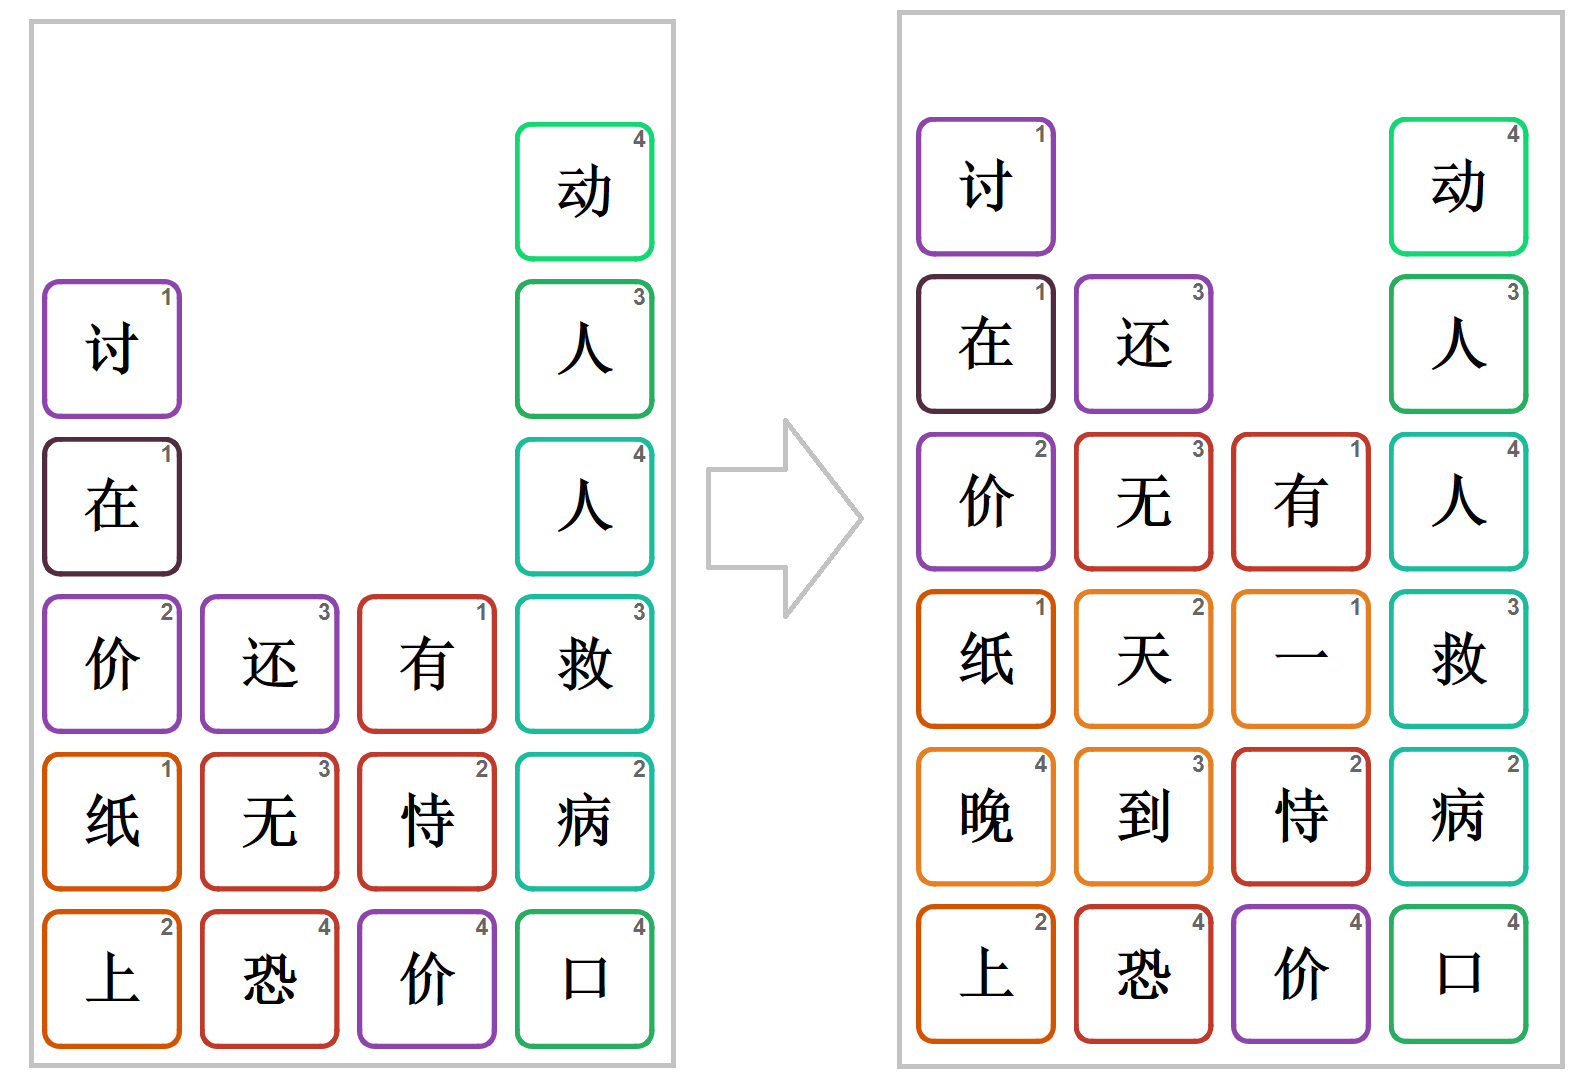 4
动
1 3
讨 人
1 4
在 人
2 3 1 3
价 还 有 救
1 3 2 2
纸 无 恃 病
2 4 4 4
上 恐 价 口
1 4
讨 动
1 3 3
在 还 人
2 3 1 4
价 无 有 人
1 2 1 3
纸 天 一 救
4 3 2 2
晚 到 恃 病
2 4 4 4
上 恐 价 口